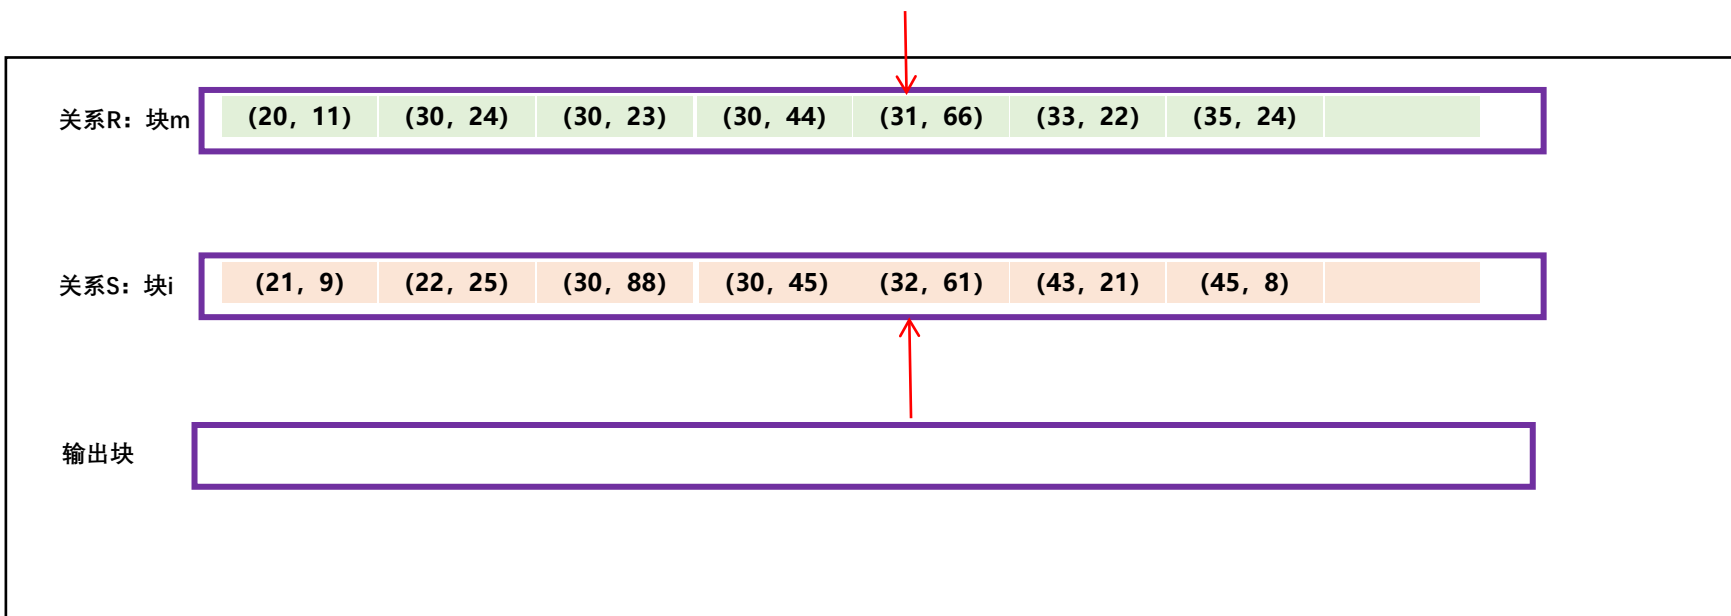 关系R：块m (20，11) (30，24) (30，23) (30，44) (31，66) (33，22) (35，24)
关系S：块i (21，9) (22，25) (30，88) (30，45) (32，61) (43，21) (45，8)
输出块